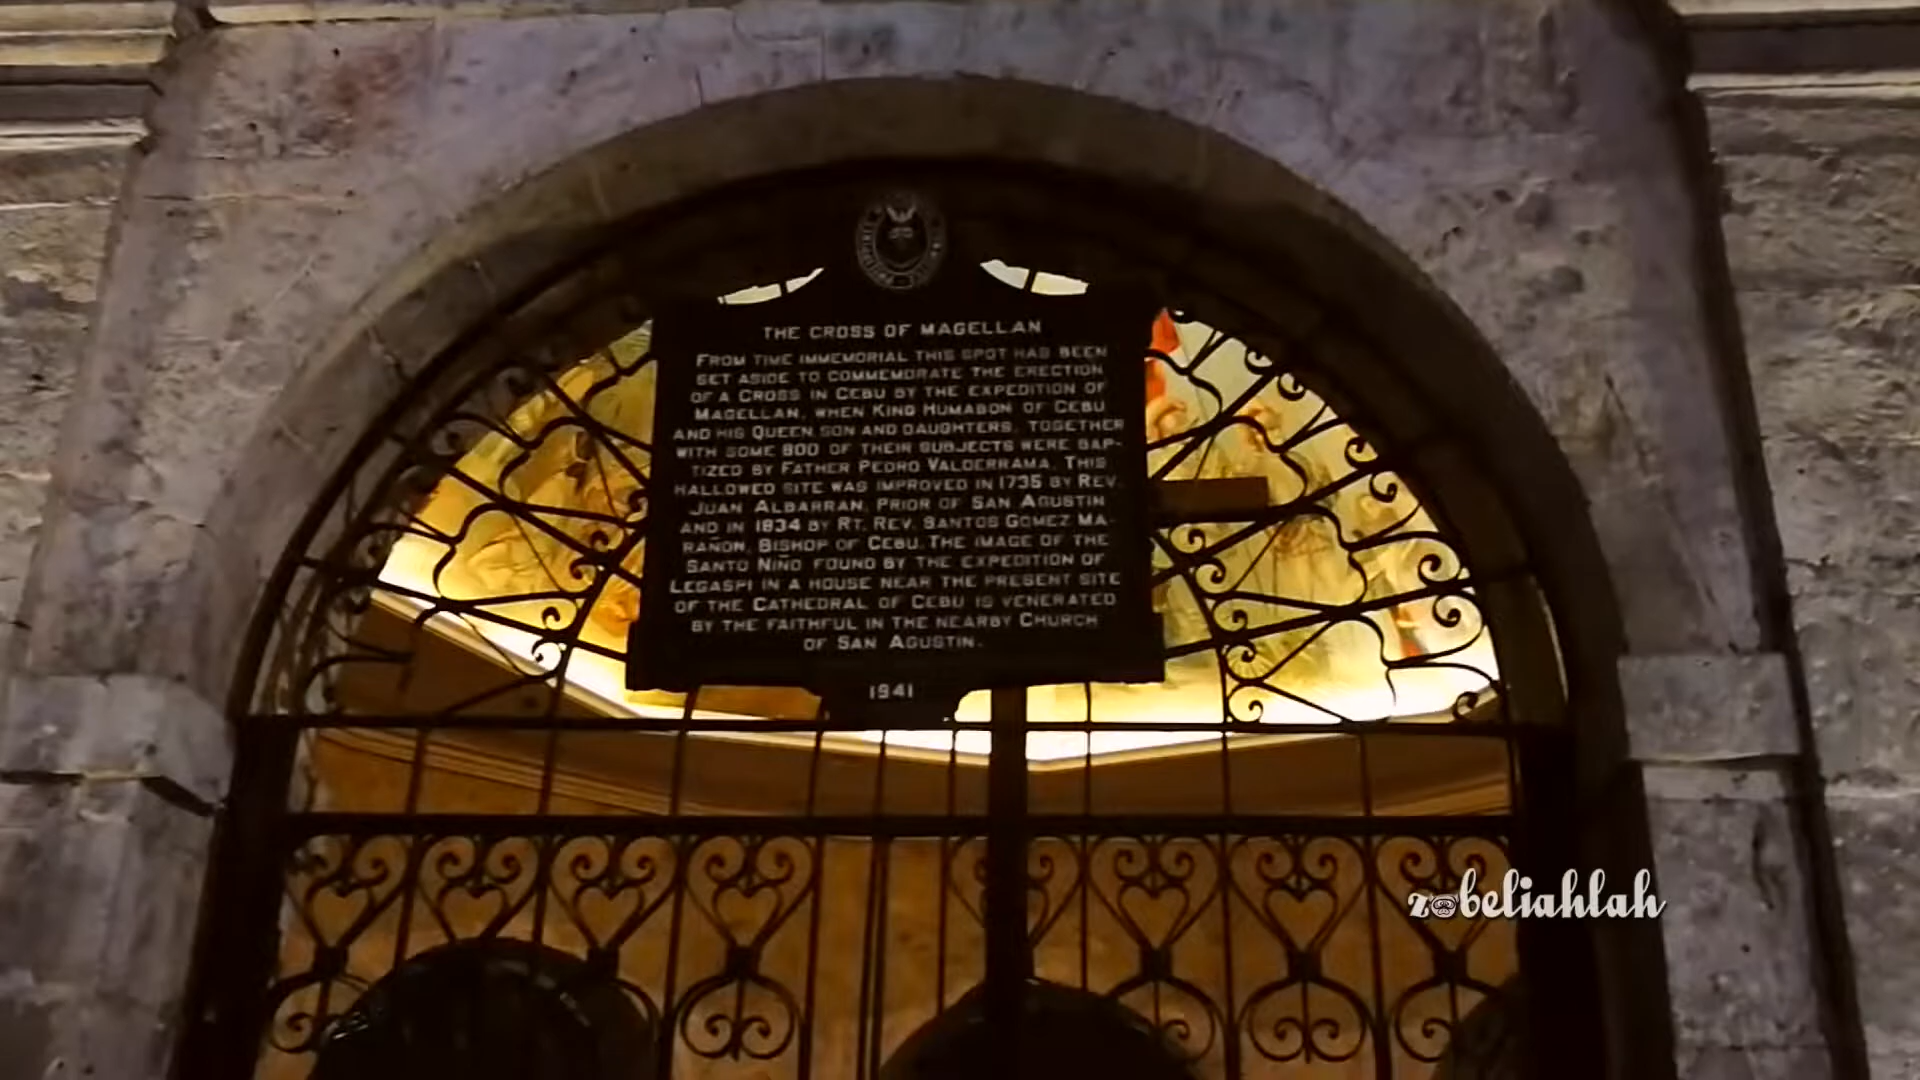 THE CROSS OF MAGELLAN
FROM TIME IMMEMORIAL THIS SPOT HAS BEEN
SET ASIDE TO COMMEMORATE THE ERECTION
OF A CROSS IN CEBU BY THE EXPEDITION OF
MAGELLAN, WHEN KING HUMABON OF CEBU
AND HIS QUEEN, SON AND DAUGHTERS, TOGETHER
WITH SOME 800 OF THEIR SUBJECTS WERE BAP-
TIZED BY FATHER PEDRO VALDERRAMA. THIS
HALLOWED SITE WAS IMPROVED IN 1735 BY REV.
JUAN ALBARRAN, PRIOR OF SAN AGUSTIN
AND IN 1834 BY RT. REV. SANTOS GOMEZ MA-
RAÑON, BISHOP OF CEBU. THE IMAGE OF THE
SANTO NIÑO FOUND BY THE EXPEDITION OF
LEGASPI IN A HOUSE NEAR THE PRESENT SITE
OF THE CATHEDRAL OF CEBU IS VENERATED
BY THE FAITHFUL IN THE NEARBY CHURCH
OF SAN AGUSTIN.
1941
zobeliahlah